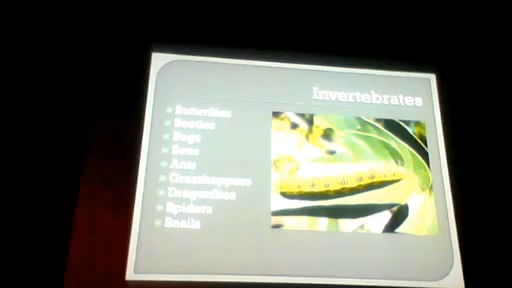 Invertebrates
Butterflies
Beetles
Bugs
Bees
Ants
Grasshoppers
Dragonflies
Spiders
Snails